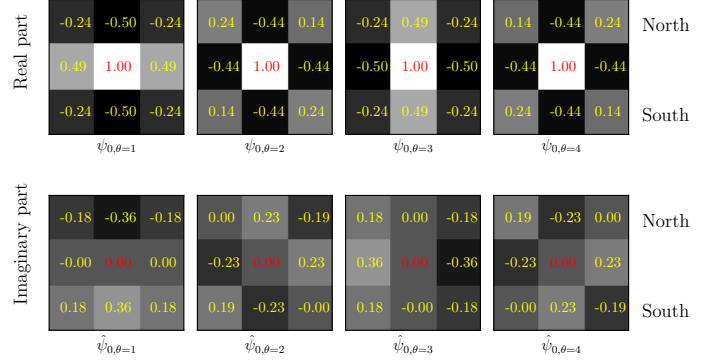 Real part
-0.24 -0.50 -0.24 0.24 -0.44 0.14 -0.24 0.49 -0.24 0.14 -0.44 0.24 North
0.49 1.00 0.49 -0.44 1.00 -0.44 -0.50 1.00 -0.50 -0.44 1.00 -0.44
-0.24 -0.50 -0.24 0.14 -0.44 0.24 -0.24 0.49 -0.24 0.24 -0.44 0.14 South
ψ0,θ=1 ψ0,θ=2 ψ0,θ=3 ψ0,θ=4
Imaginary part
-0.18 -0.36 -0.18 0.00 0.23 -0.19 0.18 0.00 -0.18 0.19 -0.23 0.00 North
-0.00 0.00 0.00 -0.23 0.00 0.23 0.36 0.00 -0.36 -0.23 0.00 0.23
0.18 0.36 0.18 0.19 -0.23 -0.00 0.18 -0.00 -0.18 -0.00 0.23 -0.19 South
ψ̂0,θ=1 ψ̂0,θ=2 ψ̂0,θ=3 ψ̂0,θ=4